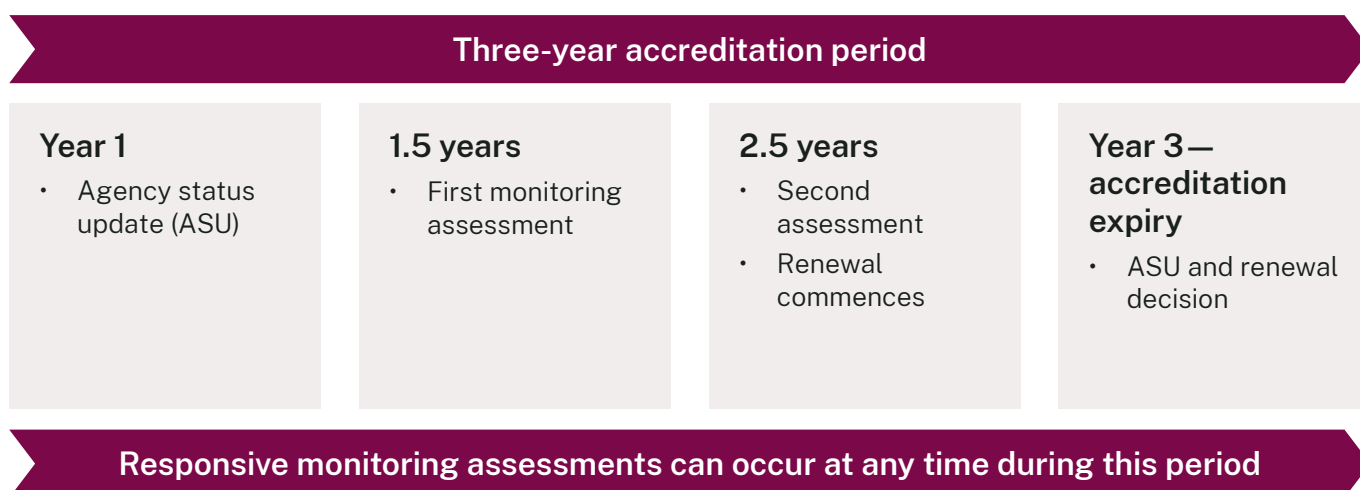 Three-year accreditation period
Year 1
• Agency status
update (ASU)
1.5 years
• First monitoring
assessment
2.5 years
• Second
assessment
• Renewal
commences
Year 3—
accreditation
expiry
• ASU and renewal
decision
Responsive monitoring assessments can occur at any time during this period